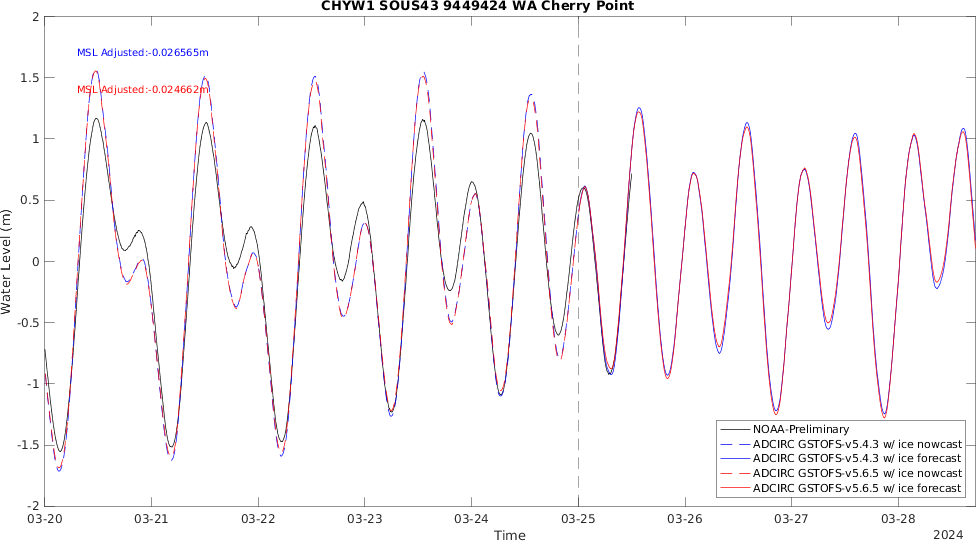 CHYW1 SOUS43 9449424 WA Cherry Point
MSL Adjusted:-0.026565m
MSL Adjusted:-0.024662m
Water Level (m)
2
1.5
1
0.5
0
-0.5
-1
-1.5
-2
NOAA-Preliminary
ADCIRC GSTOFS-v5.4.3 w/ ice nowcast
ADCIRC GSTOFS-v5.4.3 w/ ice forecast
ADCIRC GSTOFS-v5.6.5 w/ ice nowcast
ADCIRC GSTOFS-v5.6.5 w/ ice forecast
03-20 03-21 03-22 03-23 03-24 03-25 03-26 03-27 03-28
Time
2024